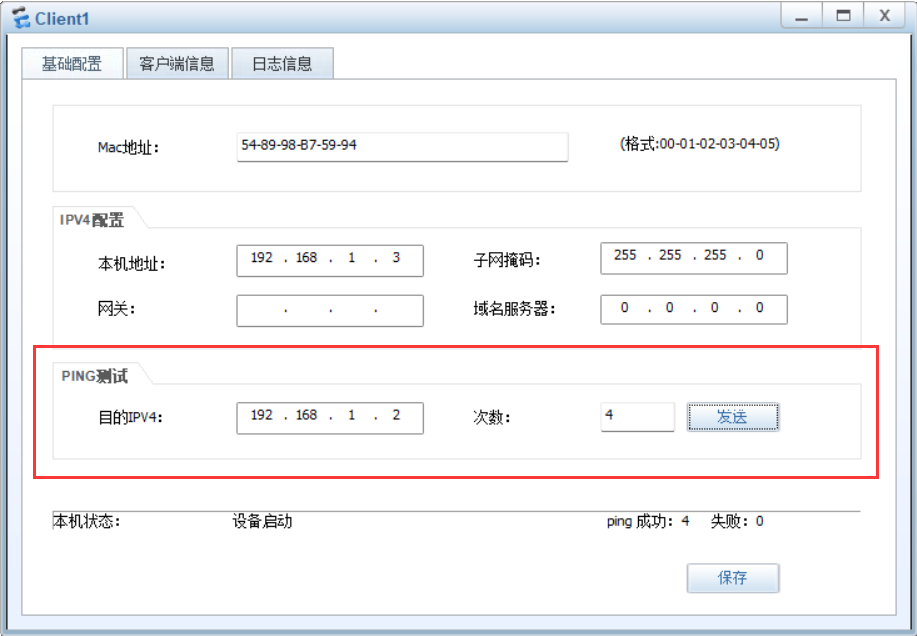 Client1
基础配置 客户端信息 日志信息
Mac地址： 54-89-98-B7-59-94 (格式:00-01-02-03-04-05)
IPV4配置
本机地址： 192 . 168 . 1 . 3 子网掩码： 255 . 255 . 255 . 0
网关： . . . 域名服务器： 0 . 0 . 0 . 0
PING测试
目的IPV4： 192 . 168 . 1 . 2 次数： 4 发送
本机状态： 设备启动 ping 成功： 4 失败： 0
保存